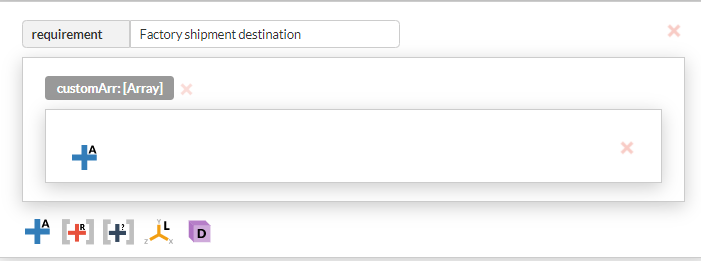 requirement Factory shipment destination
customArr: [Array]
A
A R ? Y L Z X D